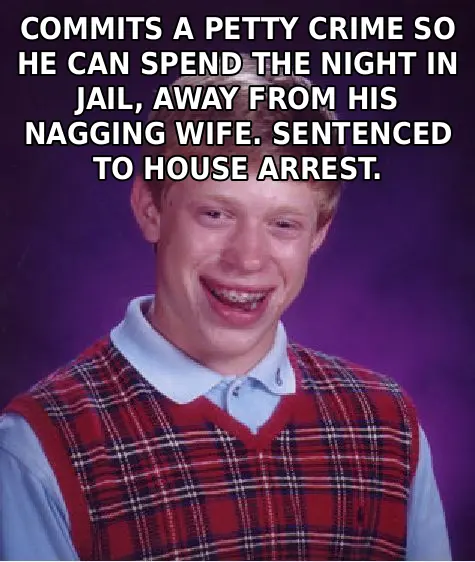 COMMITS A PETTY CRIME SO
HE CAN SPEND THE NIGHT IN
JAIL, AWAY FROM HIS
NAGGING WIFE. SENTENCED
TO HOUSE ARREST.